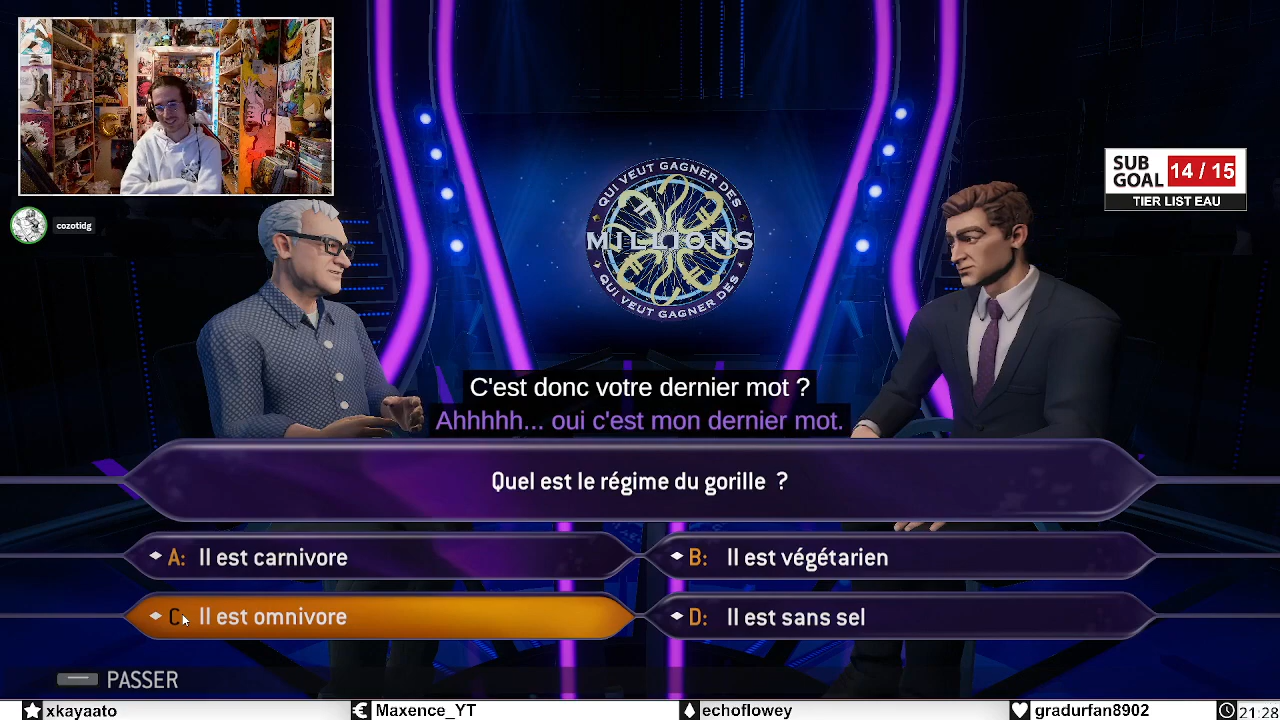 cozotidg
SUB GOAL 14 / 15
TIER LIST EAU
QUI VEUT GAGNER DES
MILLIONS
QUI VEUT GAGNER DES
C'est donc votre dernier mot ?
Ahhhhh... oui c'est mon dernier mot.
Quel est le régime du gorille ?
A: Il est carnivore
B: Il est végétarien
C: Il est omnivore
D: Il est sans sel
PASSER
xkayaato
Maxence_YT
echoflowey
gradurfan8902
21:28